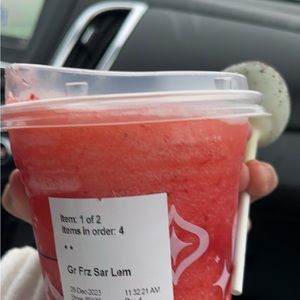 Item: 1 of 2
Items in order: 4
* *
Gr Frz Sar Lem
28-Dec-2023 11:32:21 AM